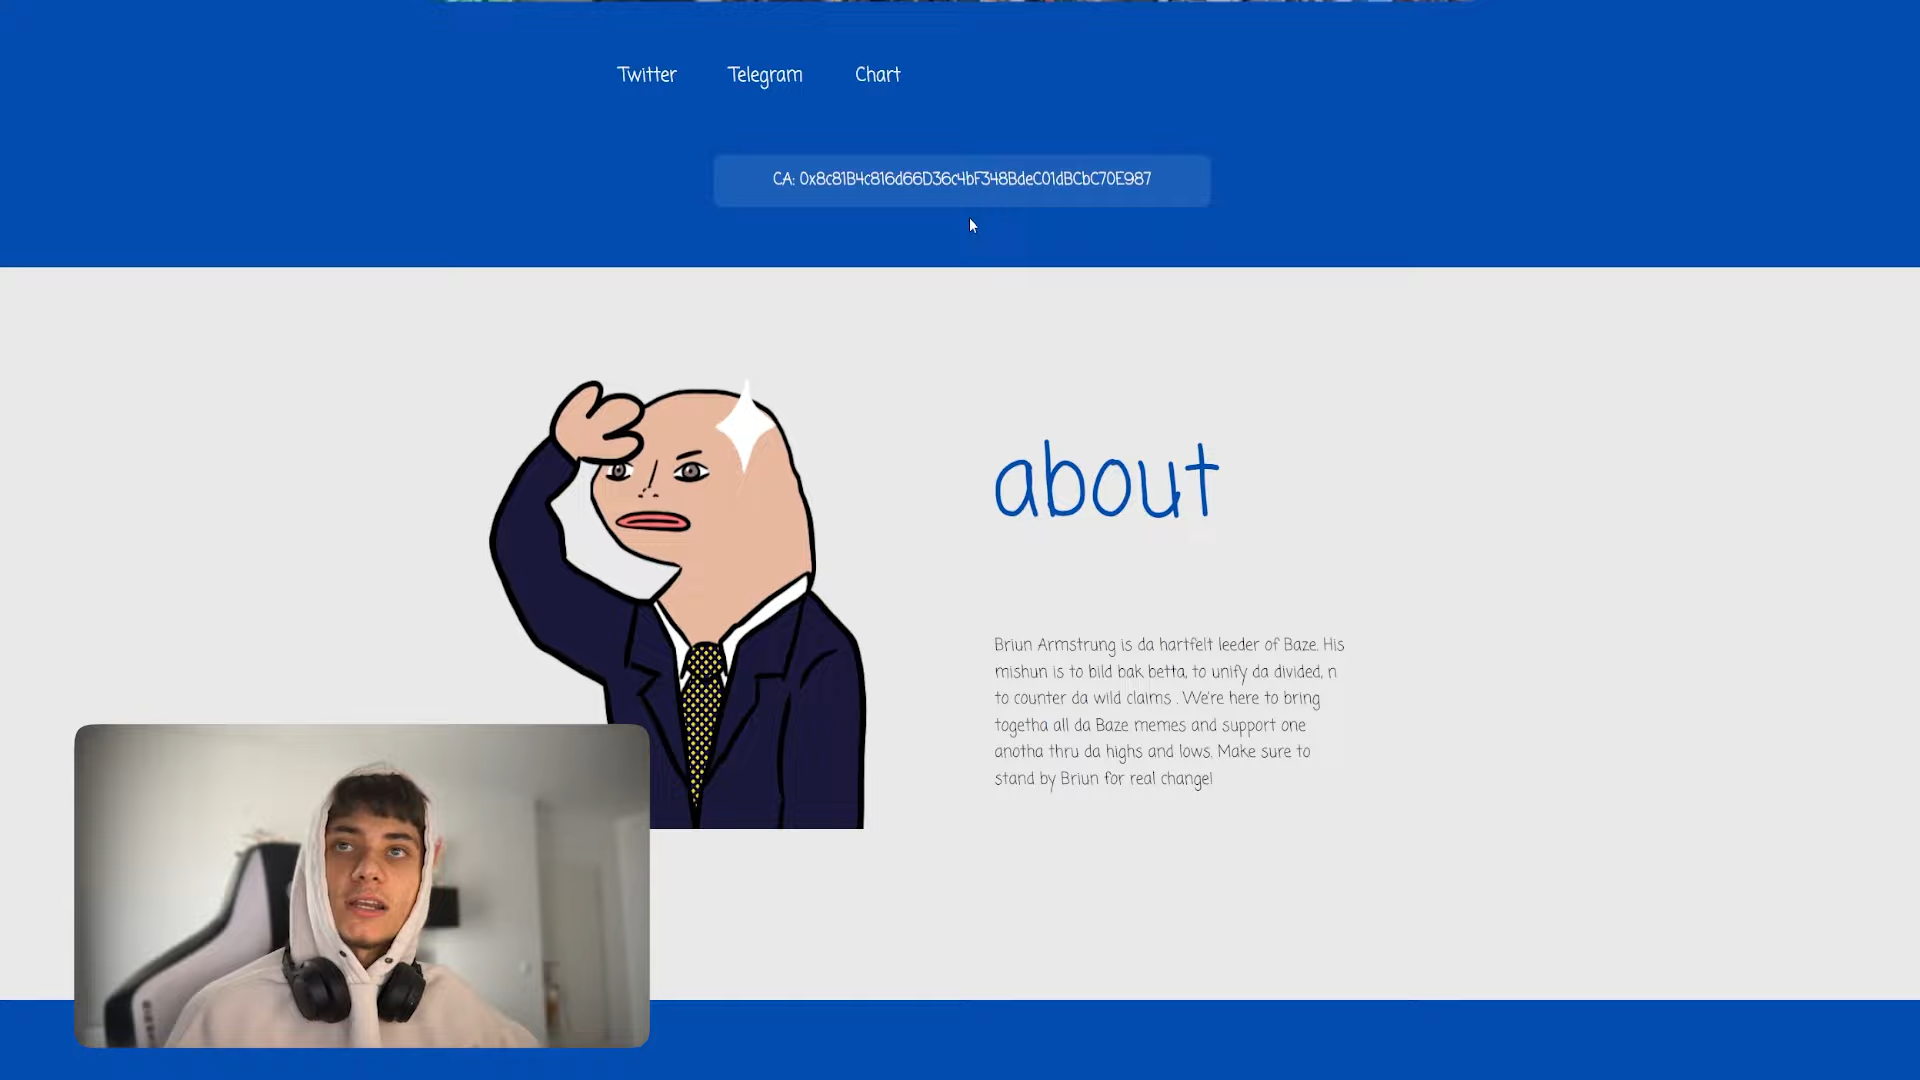 Twitter Telegram Chart
CA: 0x8c81B4c816d66D36c4bF348BdeC01dBCbC70E987
about
Briun Armstrung is da hartfelt leeder of Baze. His
mishun is to bild bak betta, to unify da divided, n
to counter da wild claims . We're here to bring
togetha all da Baze memes and support one
anotha thru da highs and lows. Make sure to
stand by Briun for real change!